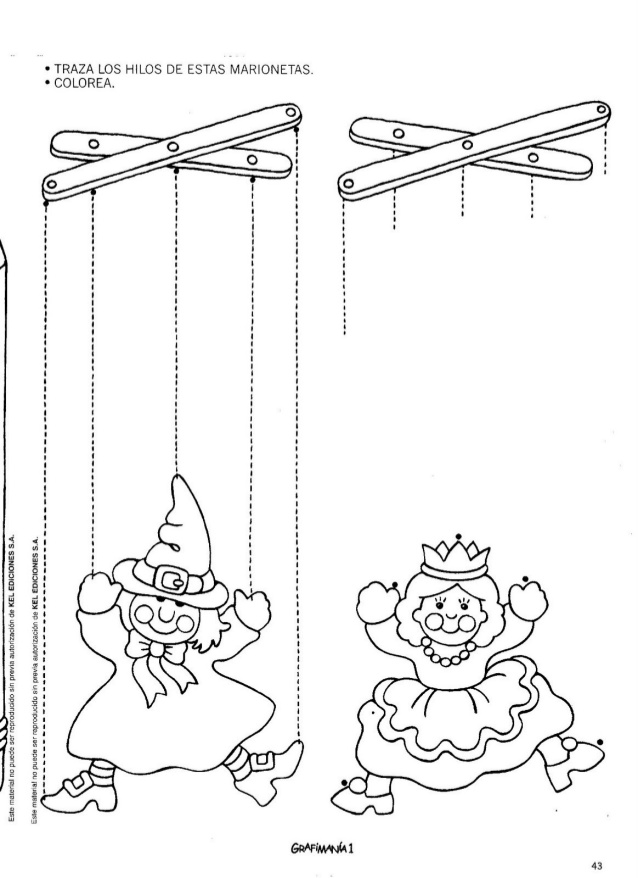 • TRAZA LOS HILOS DE ESTAS MARIONETAS.
• COLOREA.
Este material no puede ser reproducido sin previa autorización de KEL EDICIONES S.A.
Este material no puede ser reproducido sin previa autorización de KEL EDICIONES S.A.
GRAFIMANÍA 1
43